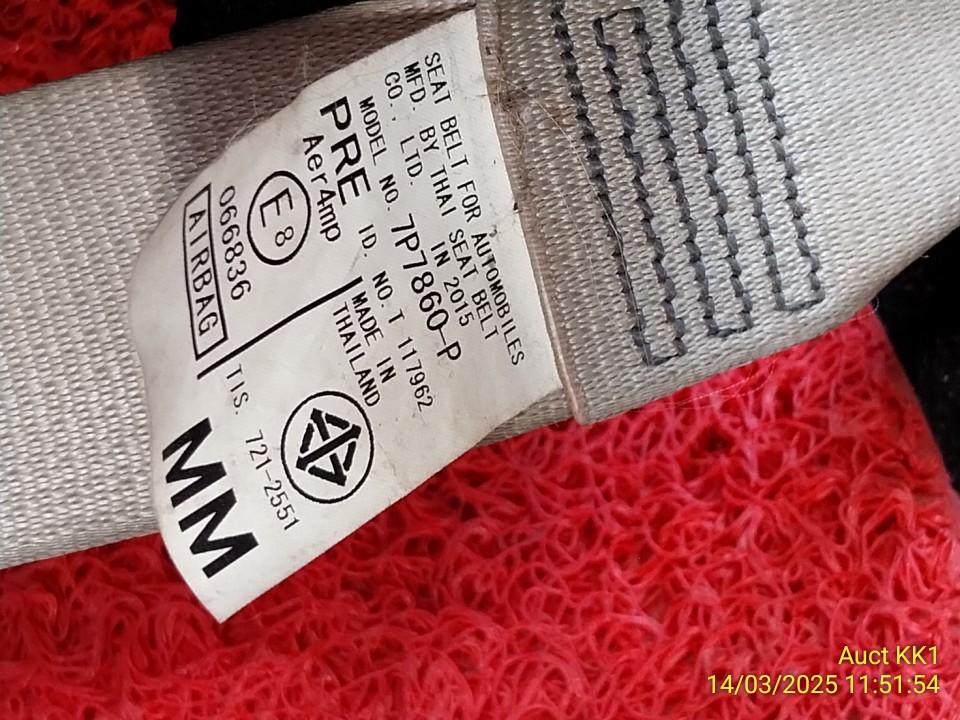 SEAT BELT FOR AUTOMOBILES
MFD. BY THAI SEAT BELT
CO., LTD. IN 2015
MODEL NO. 7P7860-P
PRE ID. NO. T 117962
Aer4mp
MADE IN
THAILAND
E8
066836
AIRBAG
TIS.
721-2551
MM
Auct KK1
14/03/2025 11:51:54